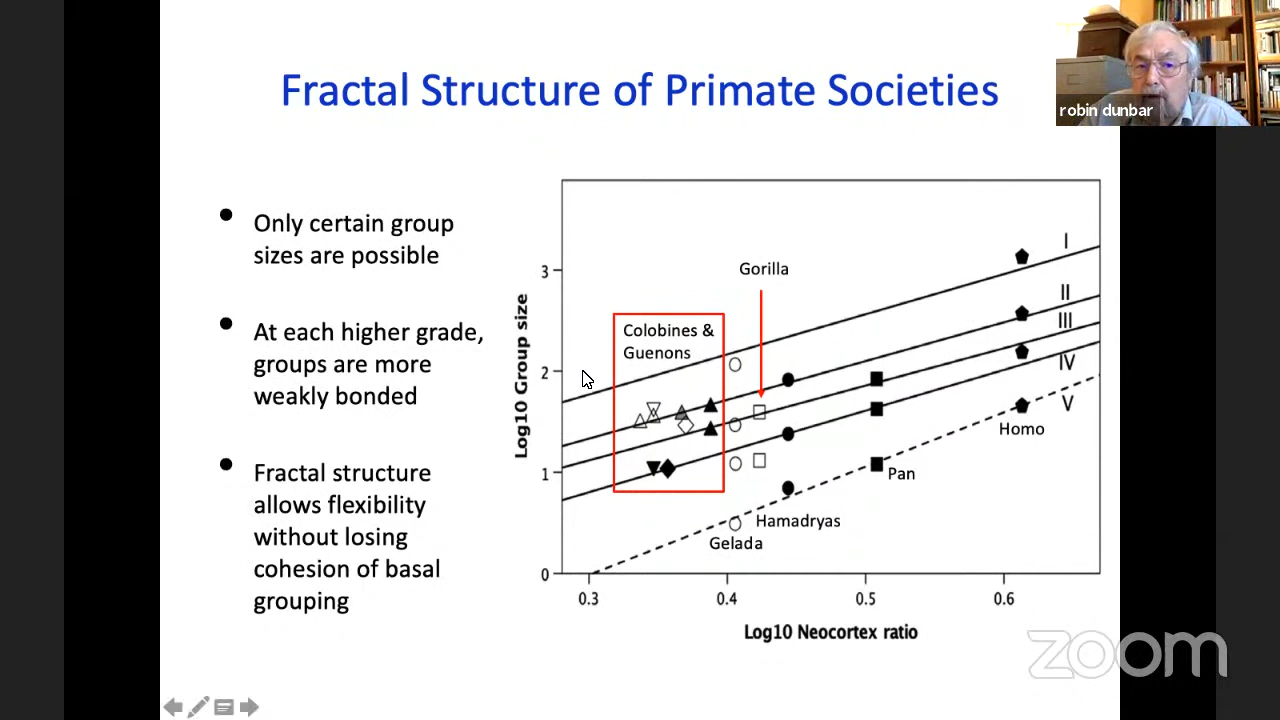 Fractal Structure of Primate Societies
robin dunbar
• Only certain group
sizes are possible
• At each higher grade,
groups are more
weakly bonded
• Fractal structure
allows flexibility
without losing
cohesion of basal
grouping
Log10 Group size
3
2
1
0
Colobines &
Guenons
Gorilla
I
II
III
IV
V
Homo
Pan
Hamadryas
Gelada
0.3
0.4
0.5
0.6
Log10 Neocortex ratio
zoom